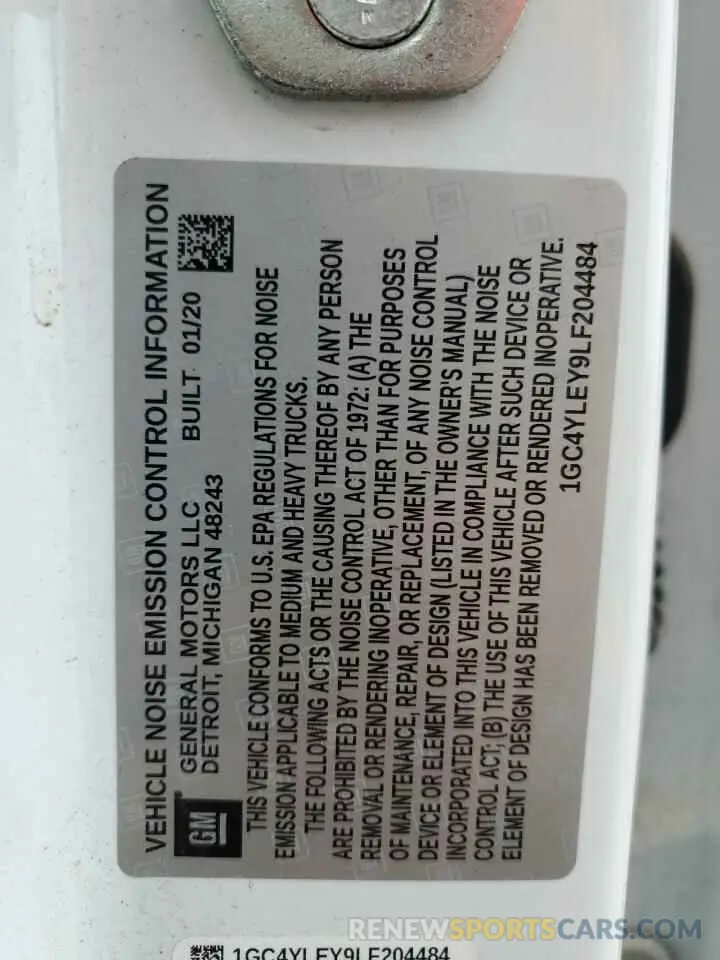 VEHICLE NOISE EMISSION CONTROL INFORMATION
GM
GENERAL MOTORS LLC
DETROIT, MICHIGAN 48243
BUILT 01/20
THIS VEHICLE CONFORMS TO U.S. EPA REGULATIONS FOR NOISE
EMISSION APPLICABLE TO MEDIUM AND HEAVY TRUCKS.
THE FOLLOWING ACTS OR THE CAUSING THEREOF BY ANY PERSON
ARE PROHIBITED BY THE NOISE CONTROL ACT OF 1972: (A) THE
REMOVAL OR RENDERING INOPERATIVE, OTHER THAN FOR PURPOSES
OF MAINTENANCE, REPAIR, OR REPLACEMENT, OF ANY NOISE CONTROL
DEVICE OR ELEMENT OF DESIGN (LISTED IN THE OWNER'S MANUAL)
INCORPORATED INTO THIS VEHICLE IN COMPLIANCE WITH THE NOISE
CONTROL ACT; (B) THE USE OF THIS VEHICLE AFTER SUCH DEVICE OR
ELEMENT OF DESIGN HAS BEEN REMOVED OR RENDERED INOPERATIVE.
1GC4YLEY9LF204484
1GC4YLEY9LF204484
RENEWSPORTSCARS.COM